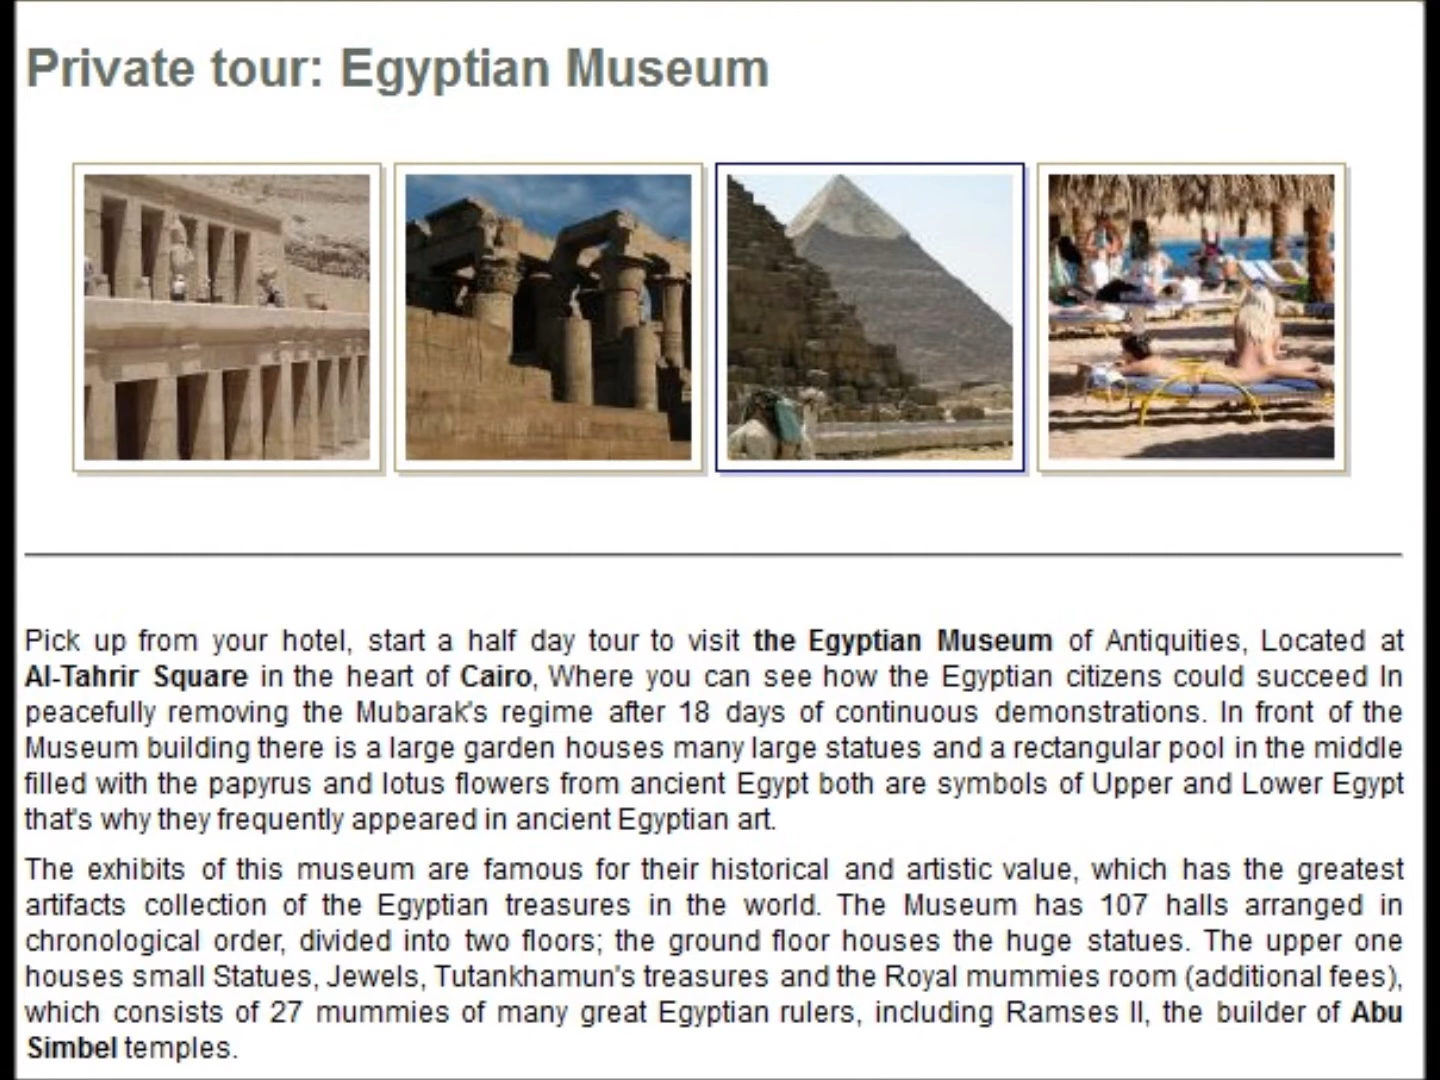 Private tour: Egyptian Museum
Pick up from your hotel, start a half day tour to visit the Egyptian Museum of Antiquities, Located at
Al-Tahrir Square in the heart of Cairo, Where you can see how the Egyptian citizens could succeed In
peacefully removing the Mubarak's regime after 18 days of continuous demonstrations. In front of the
Museum building there is a large garden houses many large statues and a rectangular pool in the middle
filled with the papyrus and lotus flowers from ancient Egypt both are symbols of Upper and Lower Egypt
that's why they frequently appeared in ancient Egyptian art.
The exhibits of this museum are famous for their historical and artistic value, which has the greatest
artifacts collection of the Egyptian treasures in the world. The Museum has 107 halls arranged in
chronological order, divided into two floors; the ground floor houses the huge statues. The upper one
houses small Statues, Jewels, Tutankhamun's treasures and the Royal mummies room (additional fees),
which consists of 27 mummies of many great Egyptian rulers, including Ramses II, the builder of Abu
Simbel temples.